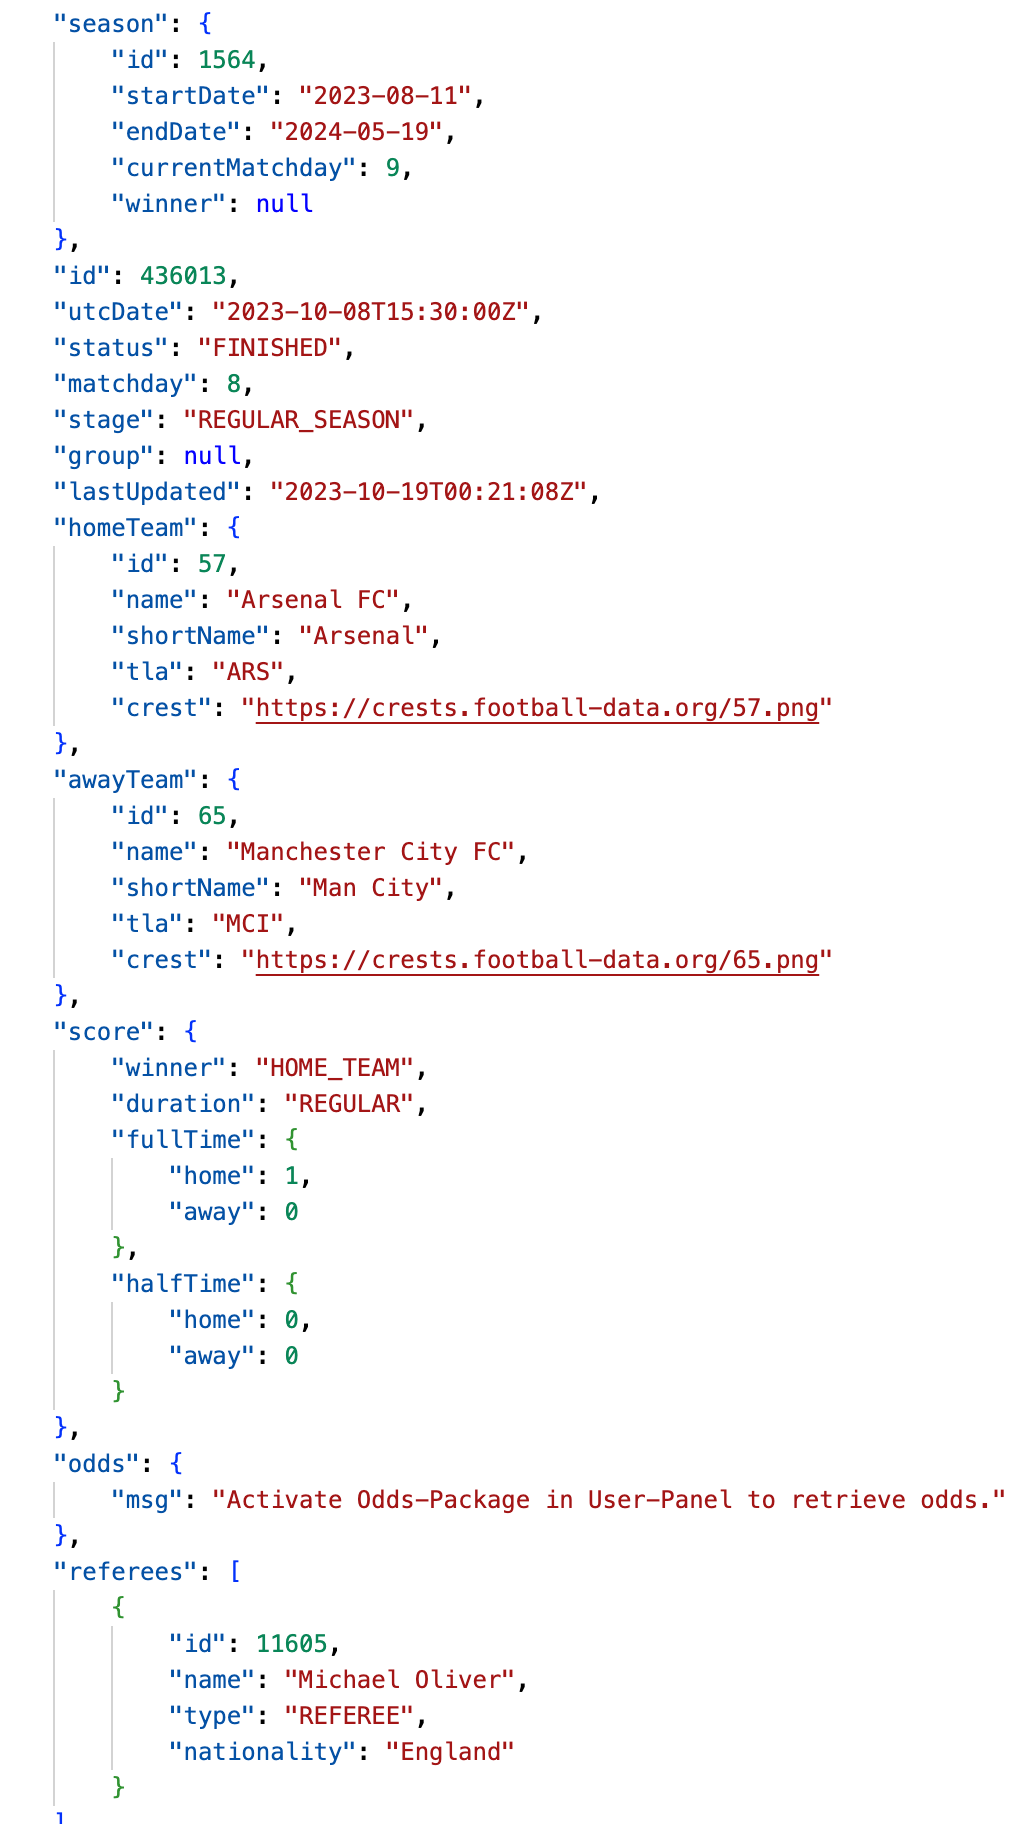 "season": {
"id": 1564,
"startDate": "2023-08-11",
"endDate": "2024-05-19",
"currentMatchday": 9,
"winner": null
},
"id": 436013,
"utcDate": "2023-10-08T15:30:00Z",
"status": "FINISHED",
"matchday": 8,
"stage": "REGULAR_SEASON",
"group": null,
"lastUpdated": "2023-10-19T00:21:08Z",
"homeTeam": {
"id": 57,
"name": "Arsenal FC",
"shortName": "Arsenal",
"tla": "ARS",
"crest": "https://crests.football-data.org/57.png"
},
"awayTeam": {
"id": 65,
"name": "Manchester City FC",
"shortName": "Man City",
"tla": "MCI",
"crest": "https://crests.football-data.org/65.png"
},
"score": {
"winner": "HOME_TEAM",
"duration": "REGULAR",
"fullTime": {
"home": 1,
"away": 0
},
"halfTime": {
"home": 0,
"away": 0
}
},
"odds": {
"msg": "Activate Odds-Package in User-Panel to retrieve odds."
},
"referees": [
{
"id": 11605,
"name": "Michael Oliver",
"type": "REFEREE",
"nationality": "England"
}
]